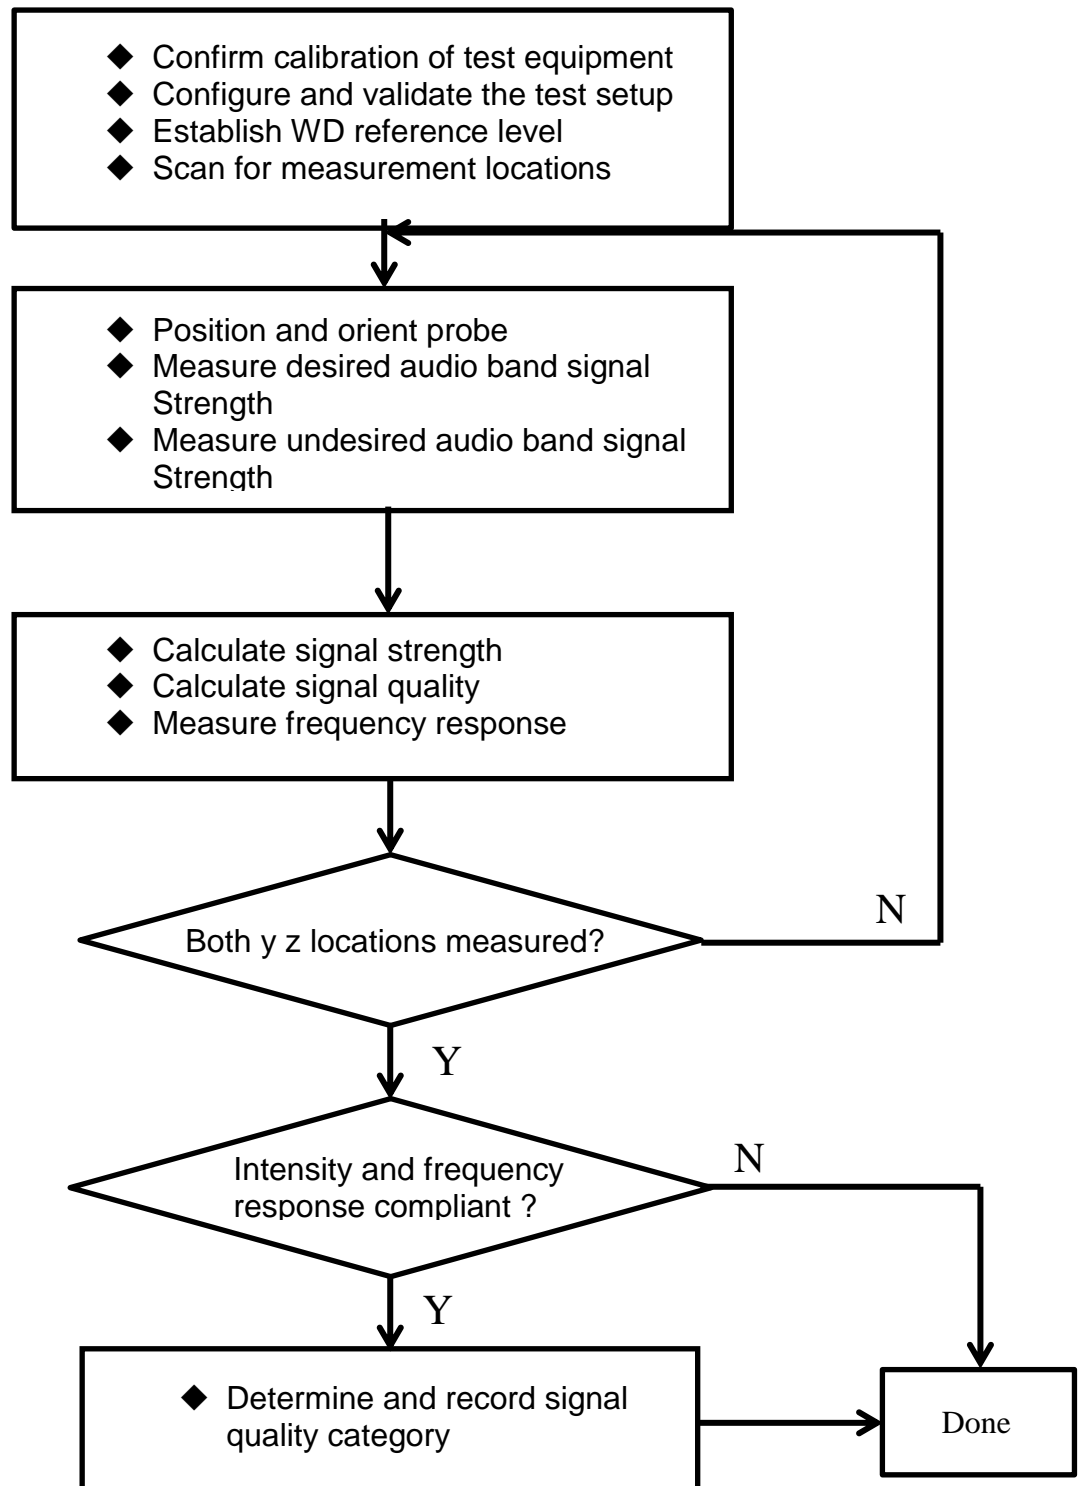 ◆ Confirm calibration of test equipment
◆ Configure and validate the test setup
◆ Establish WD reference level
◆ Scan for measurement locations
◆ Position and orient probe
◆ Measure desired audio band signal
Strength
◆ Measure undesired audio band signal
Strength
◆ Calculate signal strength
◆ Calculate signal quality
◆ Measure frequency response
Both y z locations measured?
N
Y
Intensity and frequency
response compliant ?
N
Y
◆ Determine and record signal
quality category
Done